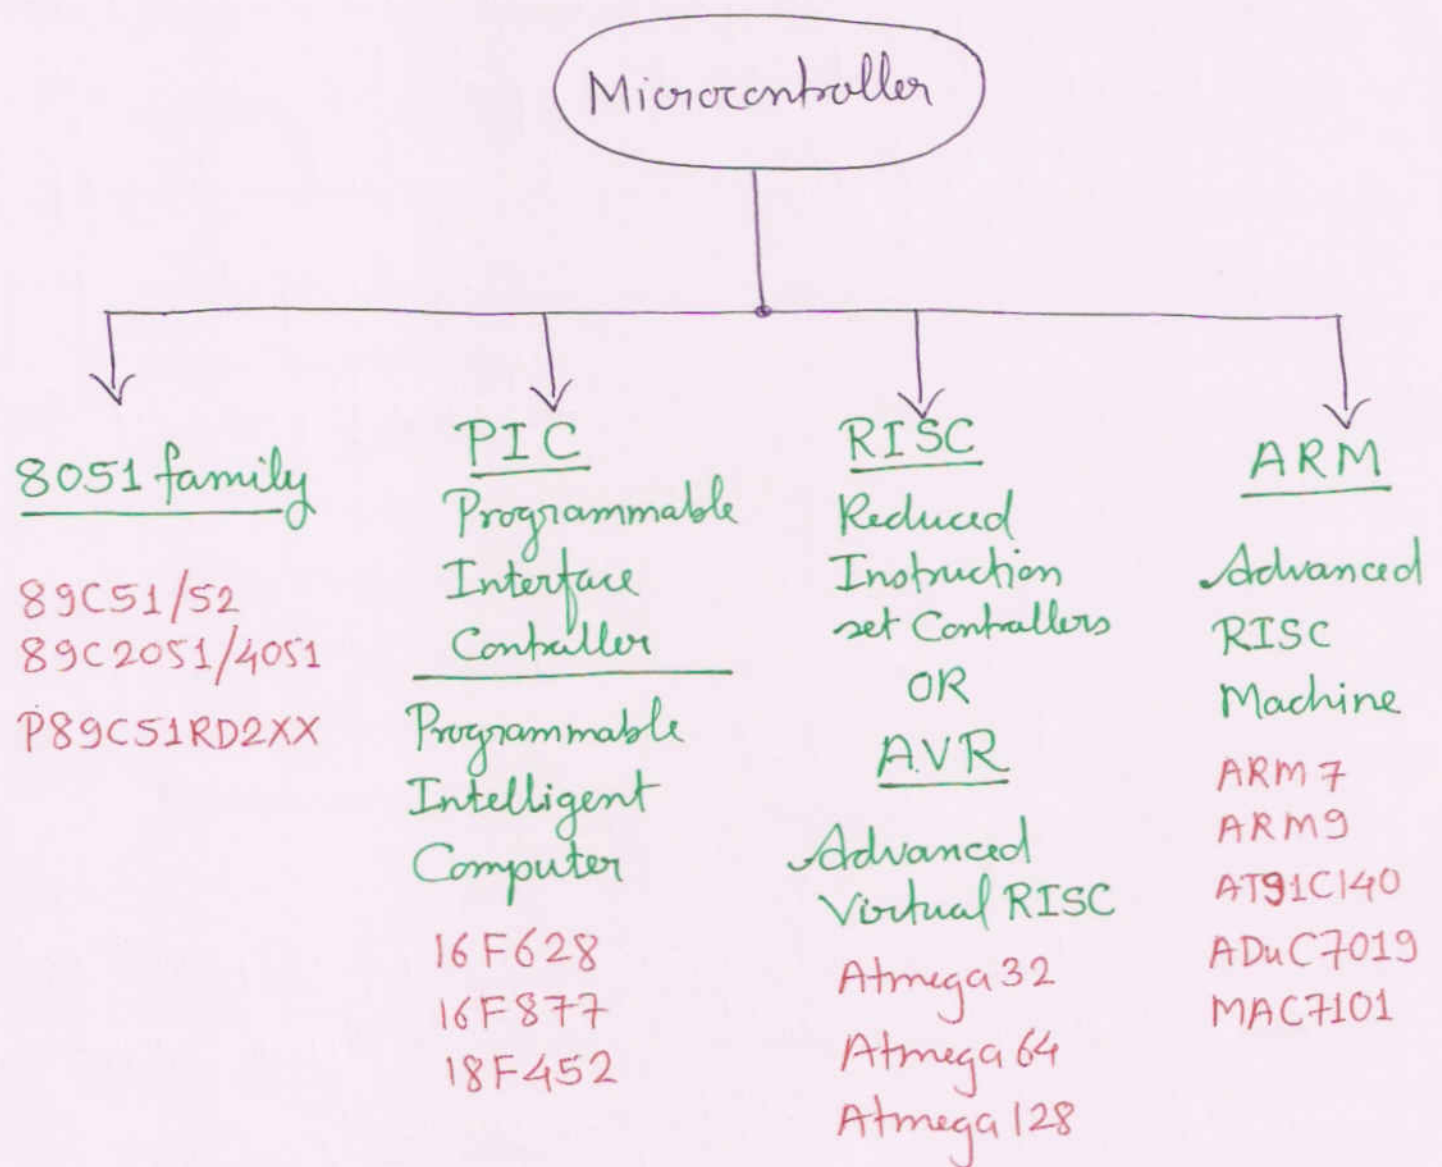 Microcontroller
8051 family
89C51/52
89C2051/4051
P89C51RD2XX
PIC
Programmable
Interface
Controller
Programmable
Intelligent
Computer
16F628
16F877
18F452
RISC
Reduced
Instruction
set Controllers
OR
AVR
Advanced
Virtual RISC
Atmega 32
Atmega 64
Atmega 128
ARM
Advanced
RISC
Machine
ARM 7
ARM9
AT91C140
ADuC7019
MAC7101